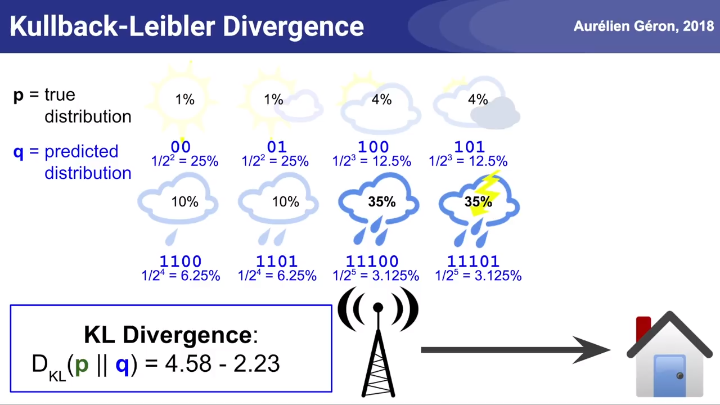 Kullback-Leibler Divergence
Aurélien Géron, 2018
p = true
distribution
1% 1% 4% 4%
q = predicted
distribution
00 01 100 101
1/2² = 25% 1/2² = 25% 1/2³ = 12.5% 1/2³ = 12.5%
10% 10% 35% 35%
1100 1101 11100 11101
1/2⁴ = 6.25% 1/2⁴ = 6.25% 1/2⁵ = 3.125% 1/2⁵ = 3.125%
KL Divergence:
D_KL(p || q) = 4.58 - 2.23